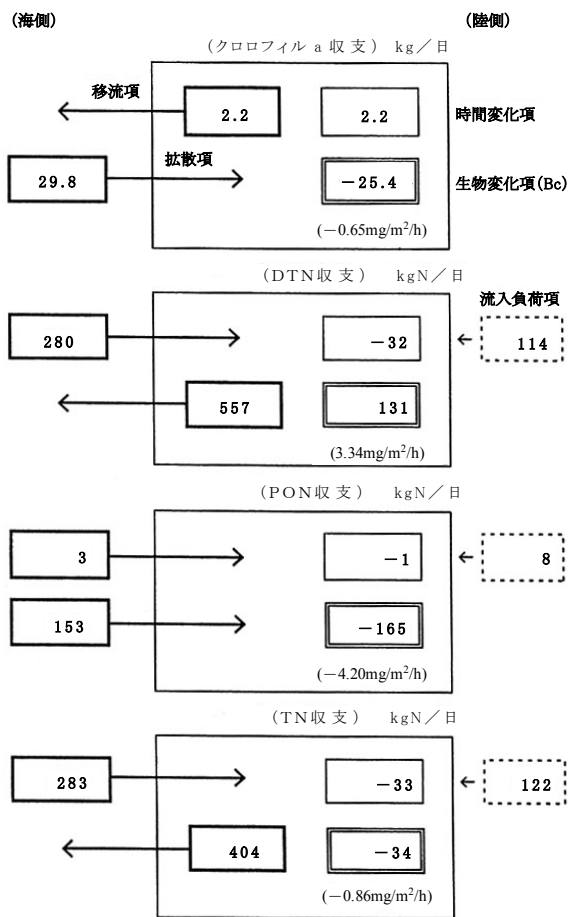 (海側) (陸側)
(クロロフィル a 収支) kg/日
移流項
2.2 2.2 時間変化項
拡散項
29.8 −25.4 生物変化項(Bc)
(−0.65mg/m²/h)
(DTN収支) kgN/日
流入負荷項
280 −32 114
557 131
(3.34mg/m²/h)
(PON収支) kgN/日
3 −1 8
153 −165
(−4.20mg/m²/h)
(TN収支) kgN/日
283 −33 122
404 −34
(−0.86mg/m²/h)